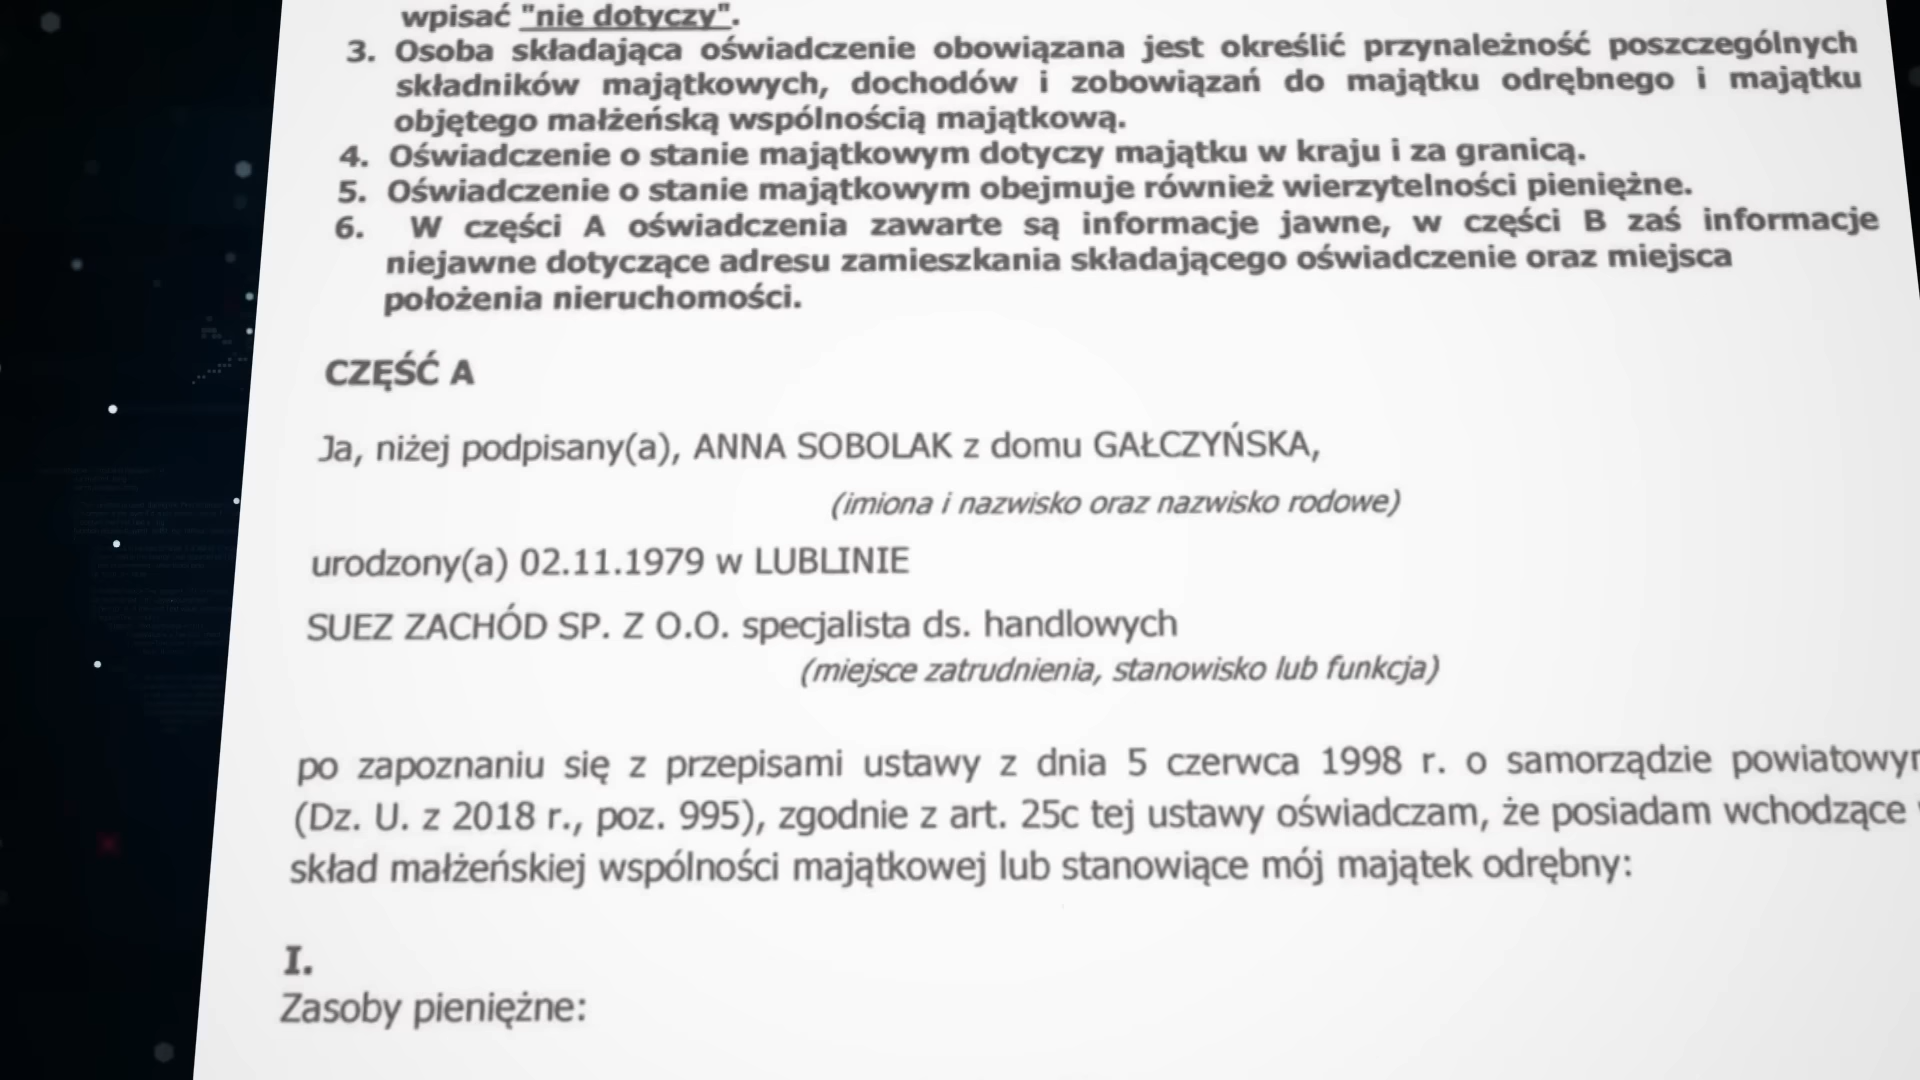 wpisać "nie dotyczy".
3. Osoba składająca oświadczenie obowiązana jest określić przynależność poszczególnych
składników majątkowych, dochodów i zobowiązań do majątku odrębnego i majątku
objętego małżeńską wspólnością majątkową.
4. Oświadczenie o stanie majątkowym dotyczy majątku w kraju i za granicą.
5. Oświadczenie o stanie majątkowym obejmuje również wierzytelności pieniężne.
6. W części A oświadczenia zawarte są informacje jawne, w części B zaś informacje
niejawne dotyczące adresu zamieszkania składającego oświadczenie oraz miejsca
położenia nieruchomości.
CZĘŚĆ A
Ja, niżej podpisany(a), ANNA SOBOLAK z domu GAŁCZYŃSKA,
(imiona i nazwisko oraz nazwisko rodowe)
urodzony(a) 02.11.1979 w LUBLINIE
SUEZ ZACHÓD SP. Z O.O. specjalista ds. handlowych
(miejsce zatrudnienia, stanowisko lub funkcja)
po zapoznaniu się z przepisami ustawy z dnia 5 czerwca 1998 r. o samorządzie
(Dz. U. z 2018 r., poz. 995), zgodnie z art. 25c tej ustawy oświadczam, że posiadam wchodzące
skład małżeńskiej wspólności majątkowej lub stanowiące mój majątek odrębny:
I.
Zasoby pieniężne: